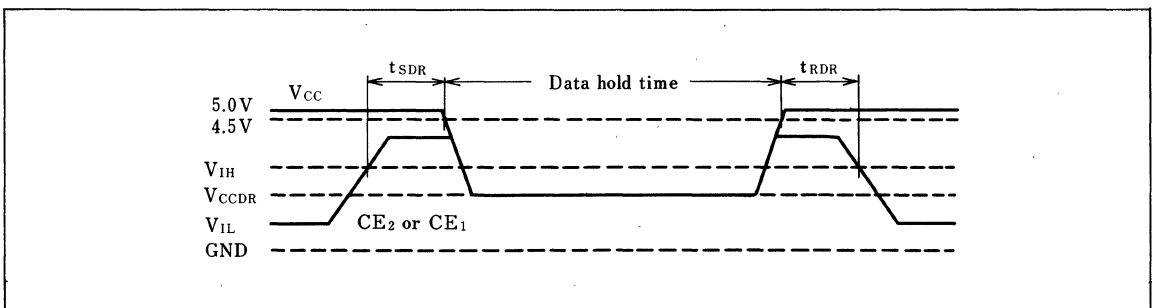 tSDR Data hold time tRDR
VCC
5.0V
4.5V
VIH
VCCDR
VIL CE2 or CE1
GND